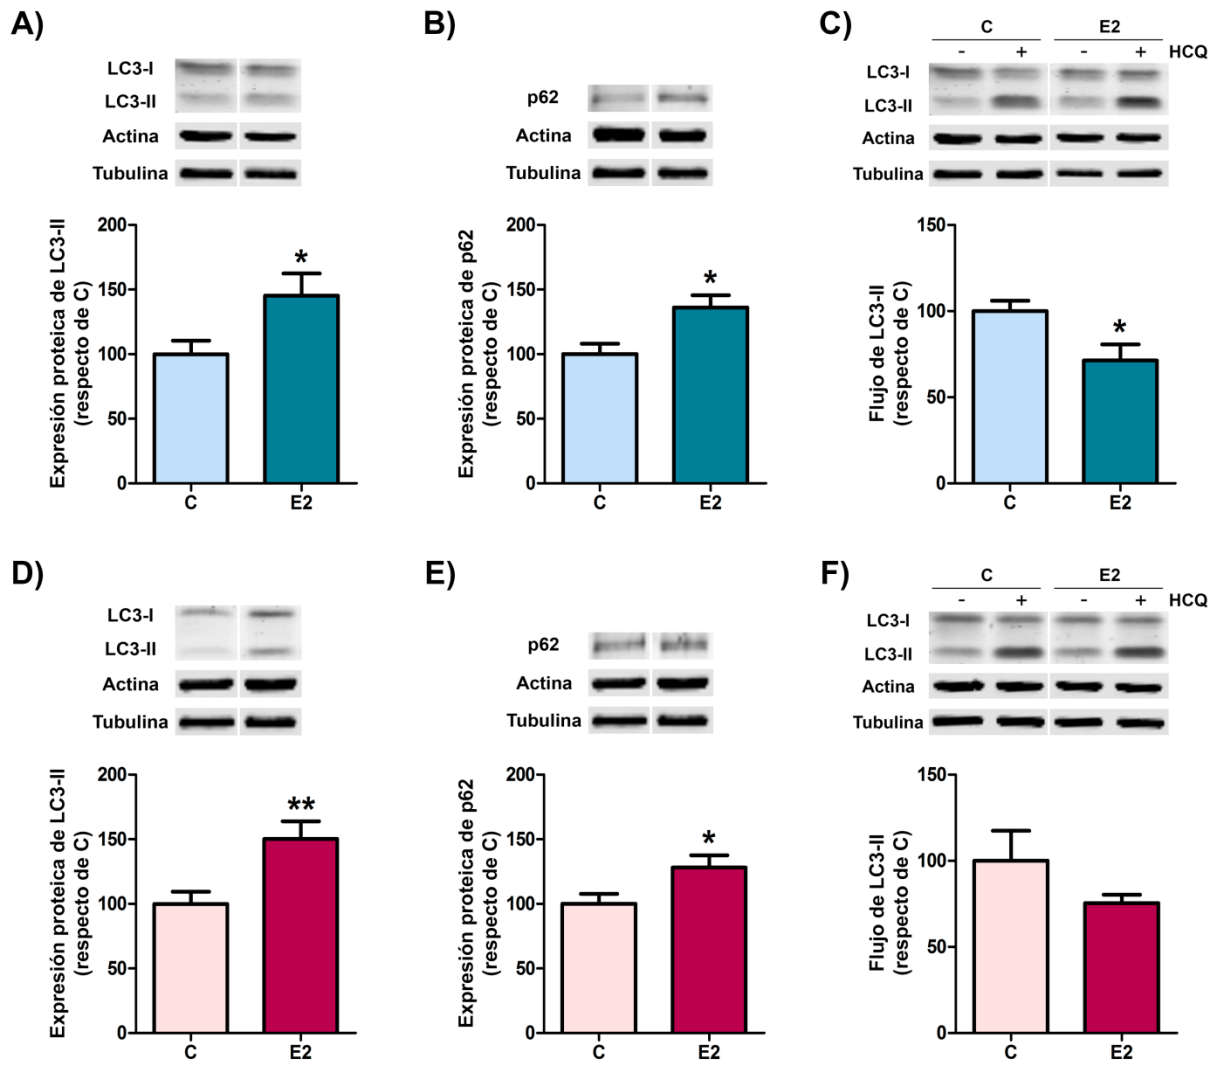 A)
LC3-I
LC3-II
Actina
Tubulina
Expresión proteica de LC3-II
(respecto de C)
200
150
100
50
0
*
C
E2
B)
p62
Actina
Tubulina
Expresión proteica de p62
(respecto de C)
200
150
100
50
0
*
C
E2
C)
C
E2
- + - + HCQ
LC3-I
LC3-II
Actina
Tubulina
Flujo de LC3-II
(respecto de C)
150
100
50
0
*
C
E2
D)
LC3-I
LC3-II
Actina
Tubulina
Expresión proteica de LC3-II
(respecto de C)
200
150
100
50
0
**
C
E2
E)
p62
Actina
Tubulina
Expresión proteica de p62
(respecto de C)
200
150
100
50
0
*
C
E2
F)
C
E2
- + - + HCQ
LC3-I
LC3-II
Actina
Tubulina
Flujo de LC3-II
(respecto de C)
150
100
50
0
C
E2